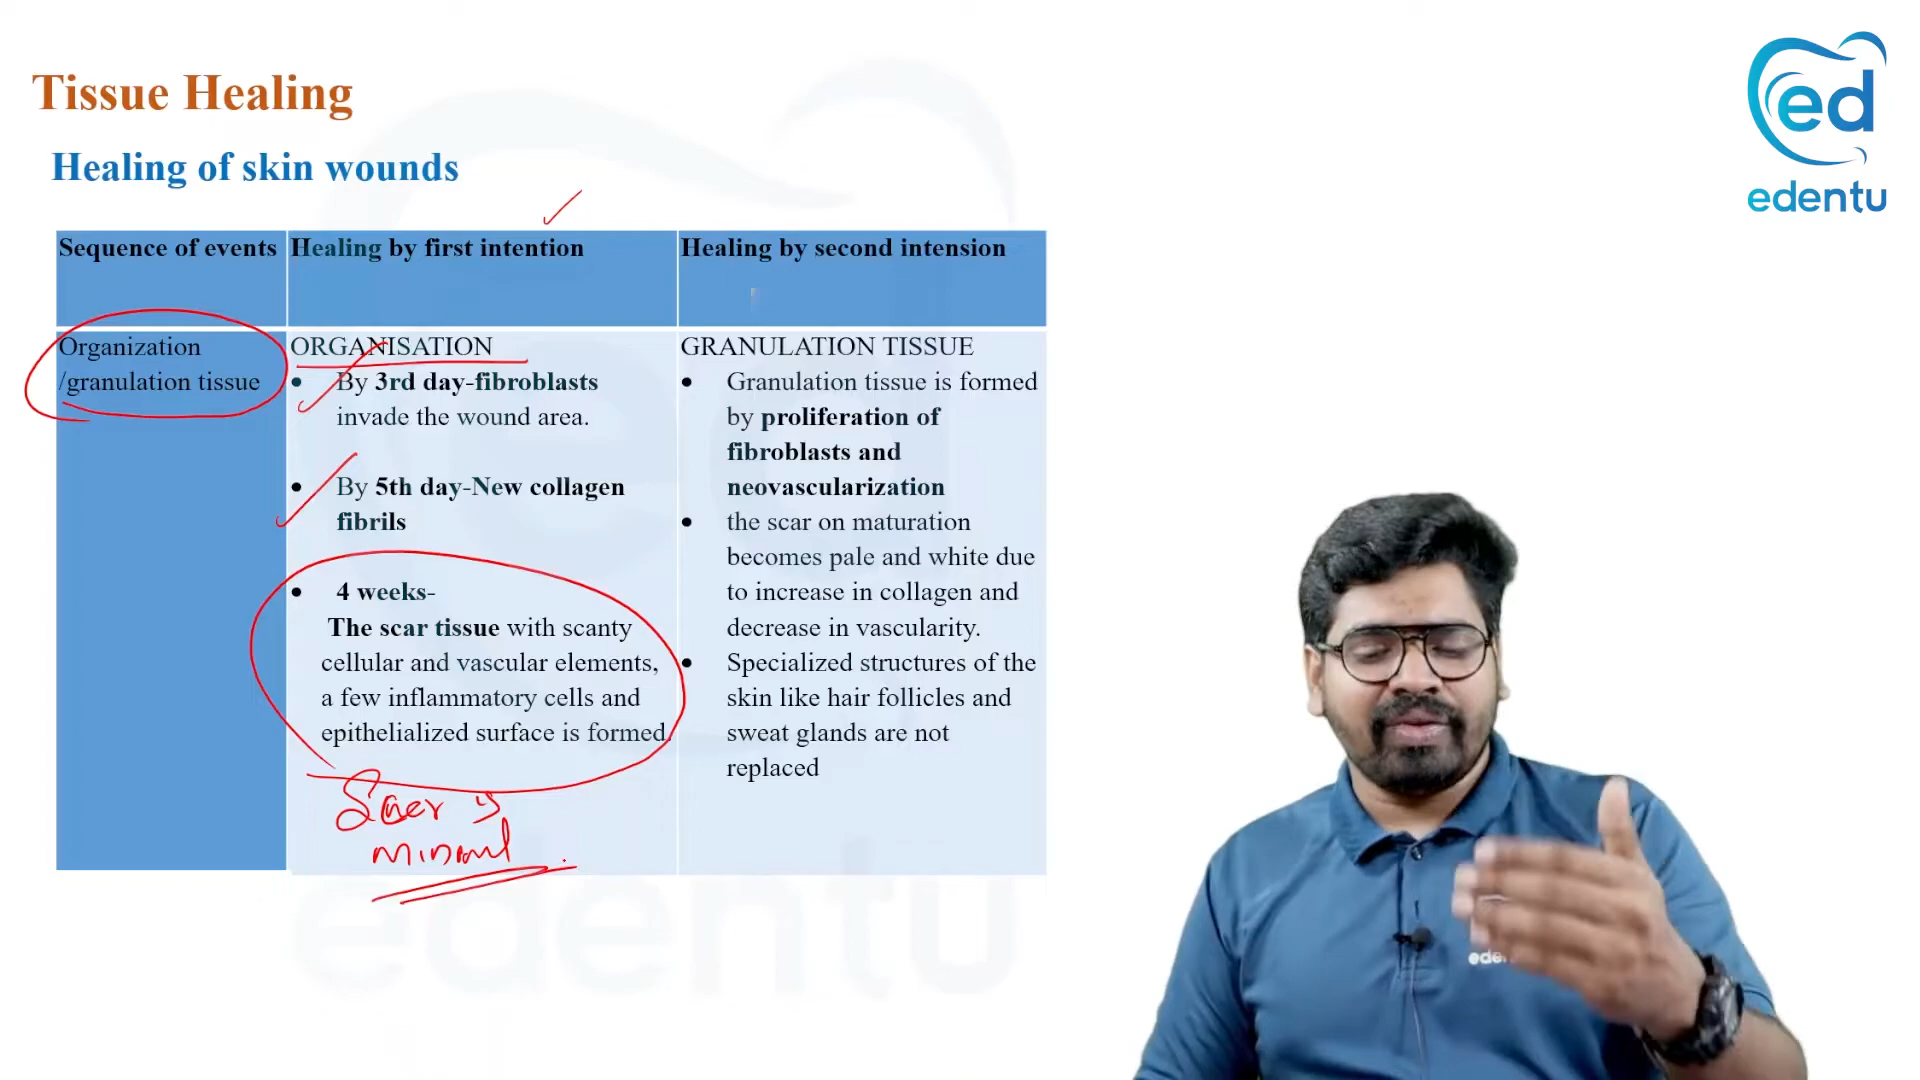 Tissue Healing
Healing of skin wounds
ed
edentu
Sequence of events
Healing by first intention
Healing by second intension
Organization
/granulation tissue
ORGANISATION
• By 3rd day-fibroblasts
invade the wound area.
• By 5th day-New collagen
fibrils
• 4 weeks-
The scar tissue with scanty
cellular and vascular elements,
a few inflammatory cells and
epithelialized surface is formed.
Scar is
minimal
GRANULATION TISSUE
• Granulation tissue is formed
by proliferation of
fibroblasts and
neovascularization
• the scar on maturation
becomes pale and white due
to increase in collagen and
decrease in vascularity.
• Specialized structures of the
skin like hair follicles and
sweat glands are not
replaced
edentu